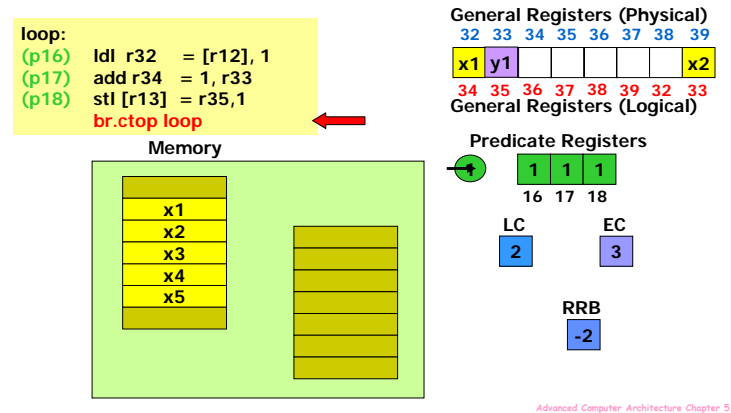 loop:
(p16) ldl r32 = [r12], 1
(p17) add r34 = 1, r33
(p18) stl [r13] = r35,1
br.ctop loop
General Registers (Physical)
32 33 34 35 36 37 38 39
x1 y1 x2
34 35 36 37 38 39 32 33
General Registers (Logical)
Memory
x1
x2
x3
x4
x5
Predicate Registers
1 1 1 1
16 17 18
LC EC
2 3
RRB
-2
Advanced Computer Architecture Chapter 5